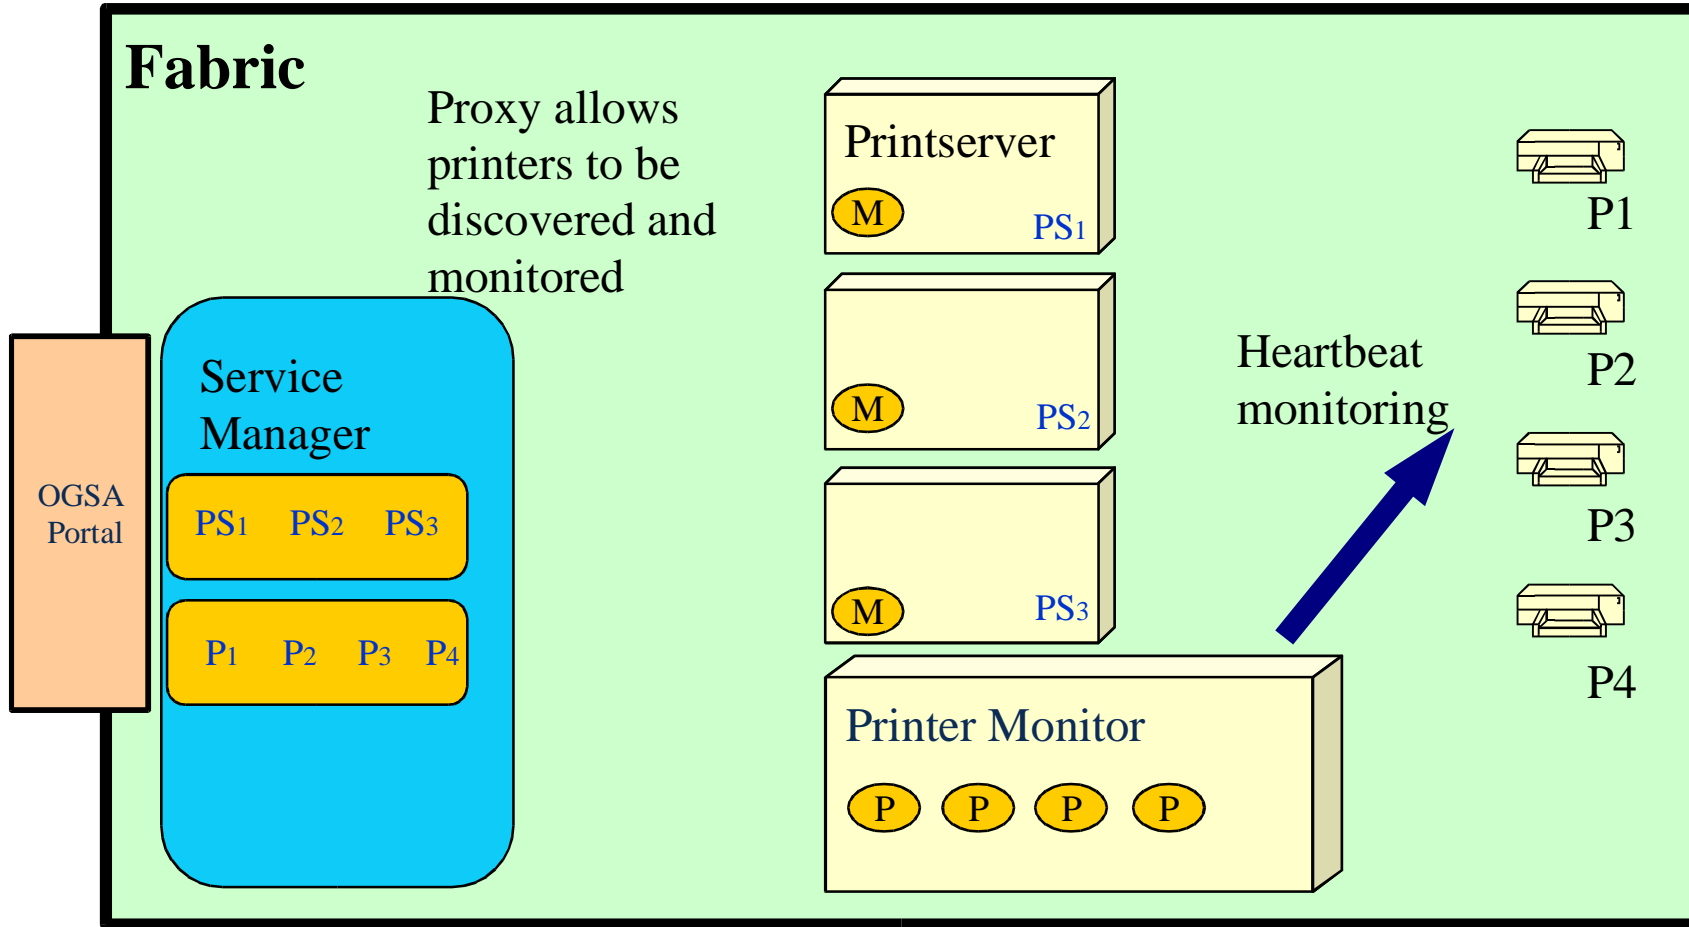 Fabric
Proxy allows
printers to be
discovered and
monitored
OGSA
Portal
Service
Manager
PS1 PS2 PS3
P1 P2 P3 P4
Printserver
M
PS1
M
PS2
M
PS3
Printer Monitor
P P P P
Heartbeat
monitoring
P1
P2
P3
P4